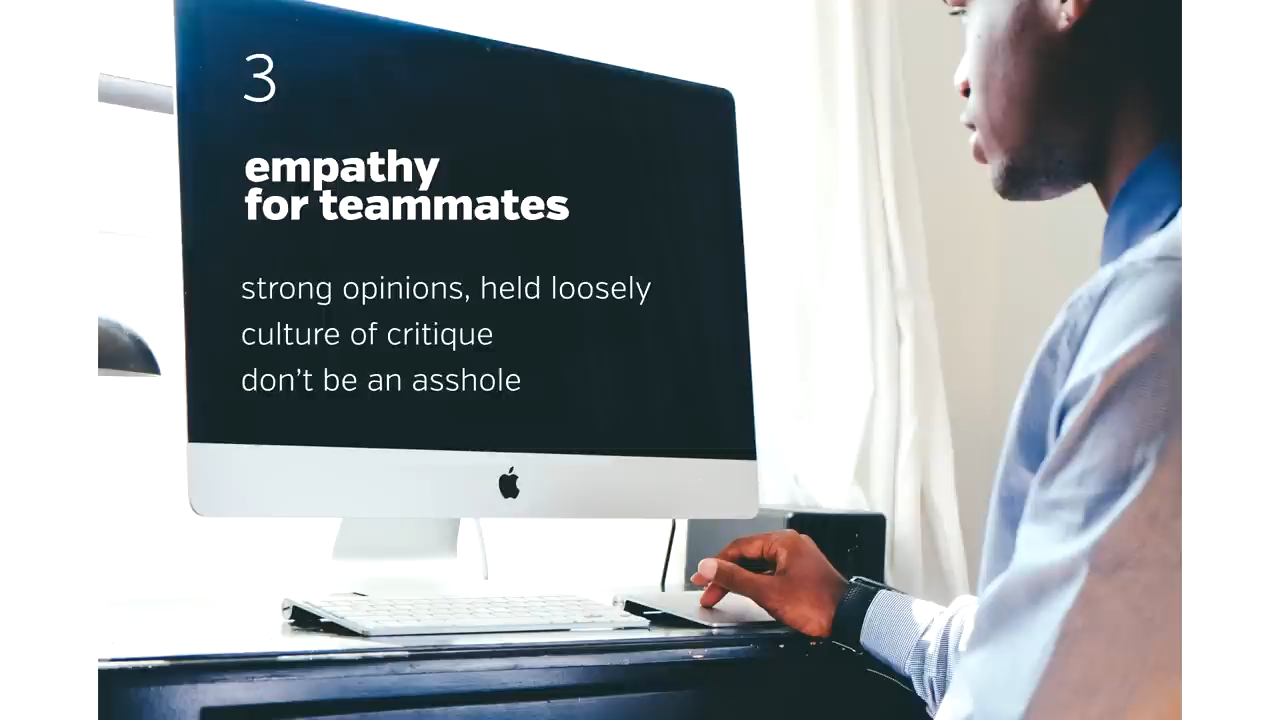 3
empathy
for teammates
strong opinions, held loosely
culture of critique
don't be an asshole